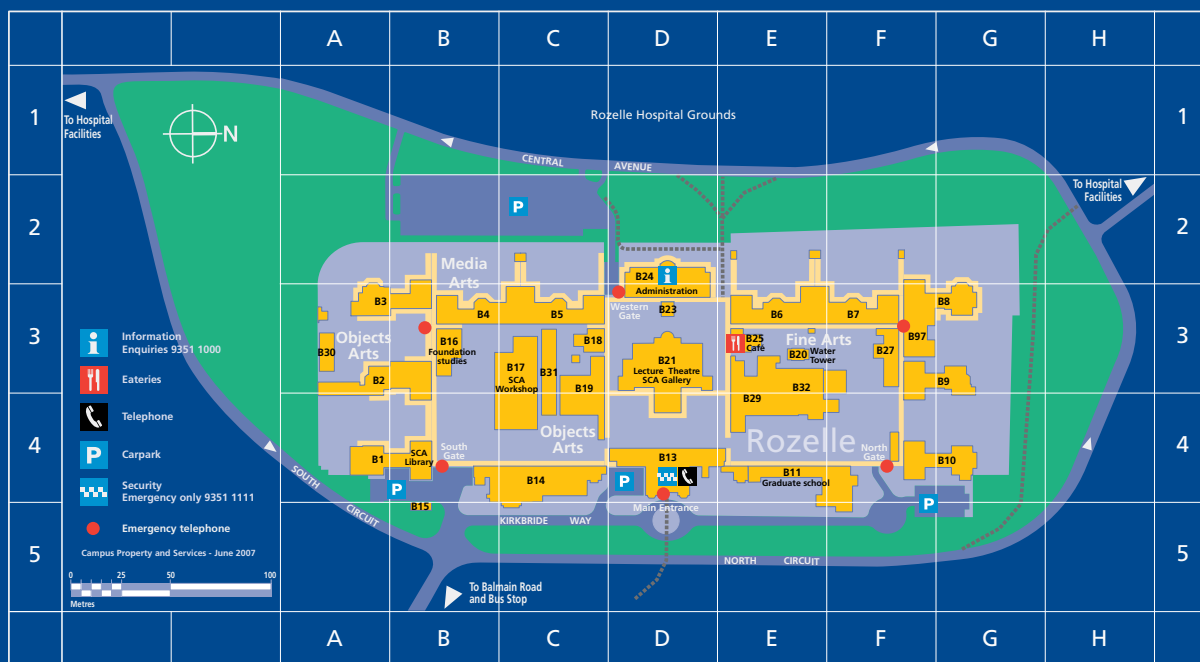 A B C D E F G H
1 1
Rozelle Hospital Grounds
To Hospital
Facilities
N
CENTRAL AVENUE
To Hospital
Facilities
2 2
P
Media
Arts
B24
i
Administration
Western
Gate
B23
B3
B4
B5
B6
B7
B8
3 3
Objects
Arts
B30
B16
Foundation
studies
B18
B25
Café
Fine Arts
B20
Water
Tower
B27
B97
B17
SCA
Workshop
B31
B21
Lecture Theatre
SCA Gallery
B2
B19
B32
B29
B9
i Information
Enquiries 9351 1000
Eateries
Telephone
P Carpark
Security
Emergency only 9351 1111
Emergency telephone
Campus Property and Services - June 2007
0 25 50 100
Metres
4 4
Objects
Arts
Rozelle
B1
SCA
Library
South
Gate
North
Gate
B13
B10
B14
P
P
B11
Graduate school
P
B15
Main Entrance
SOUTH CIRCUIT
KIRKBRIDE WAY
5 5
NORTH CIRCUIT
To Balmain Road
and Bus Stop
A B C D E F G H